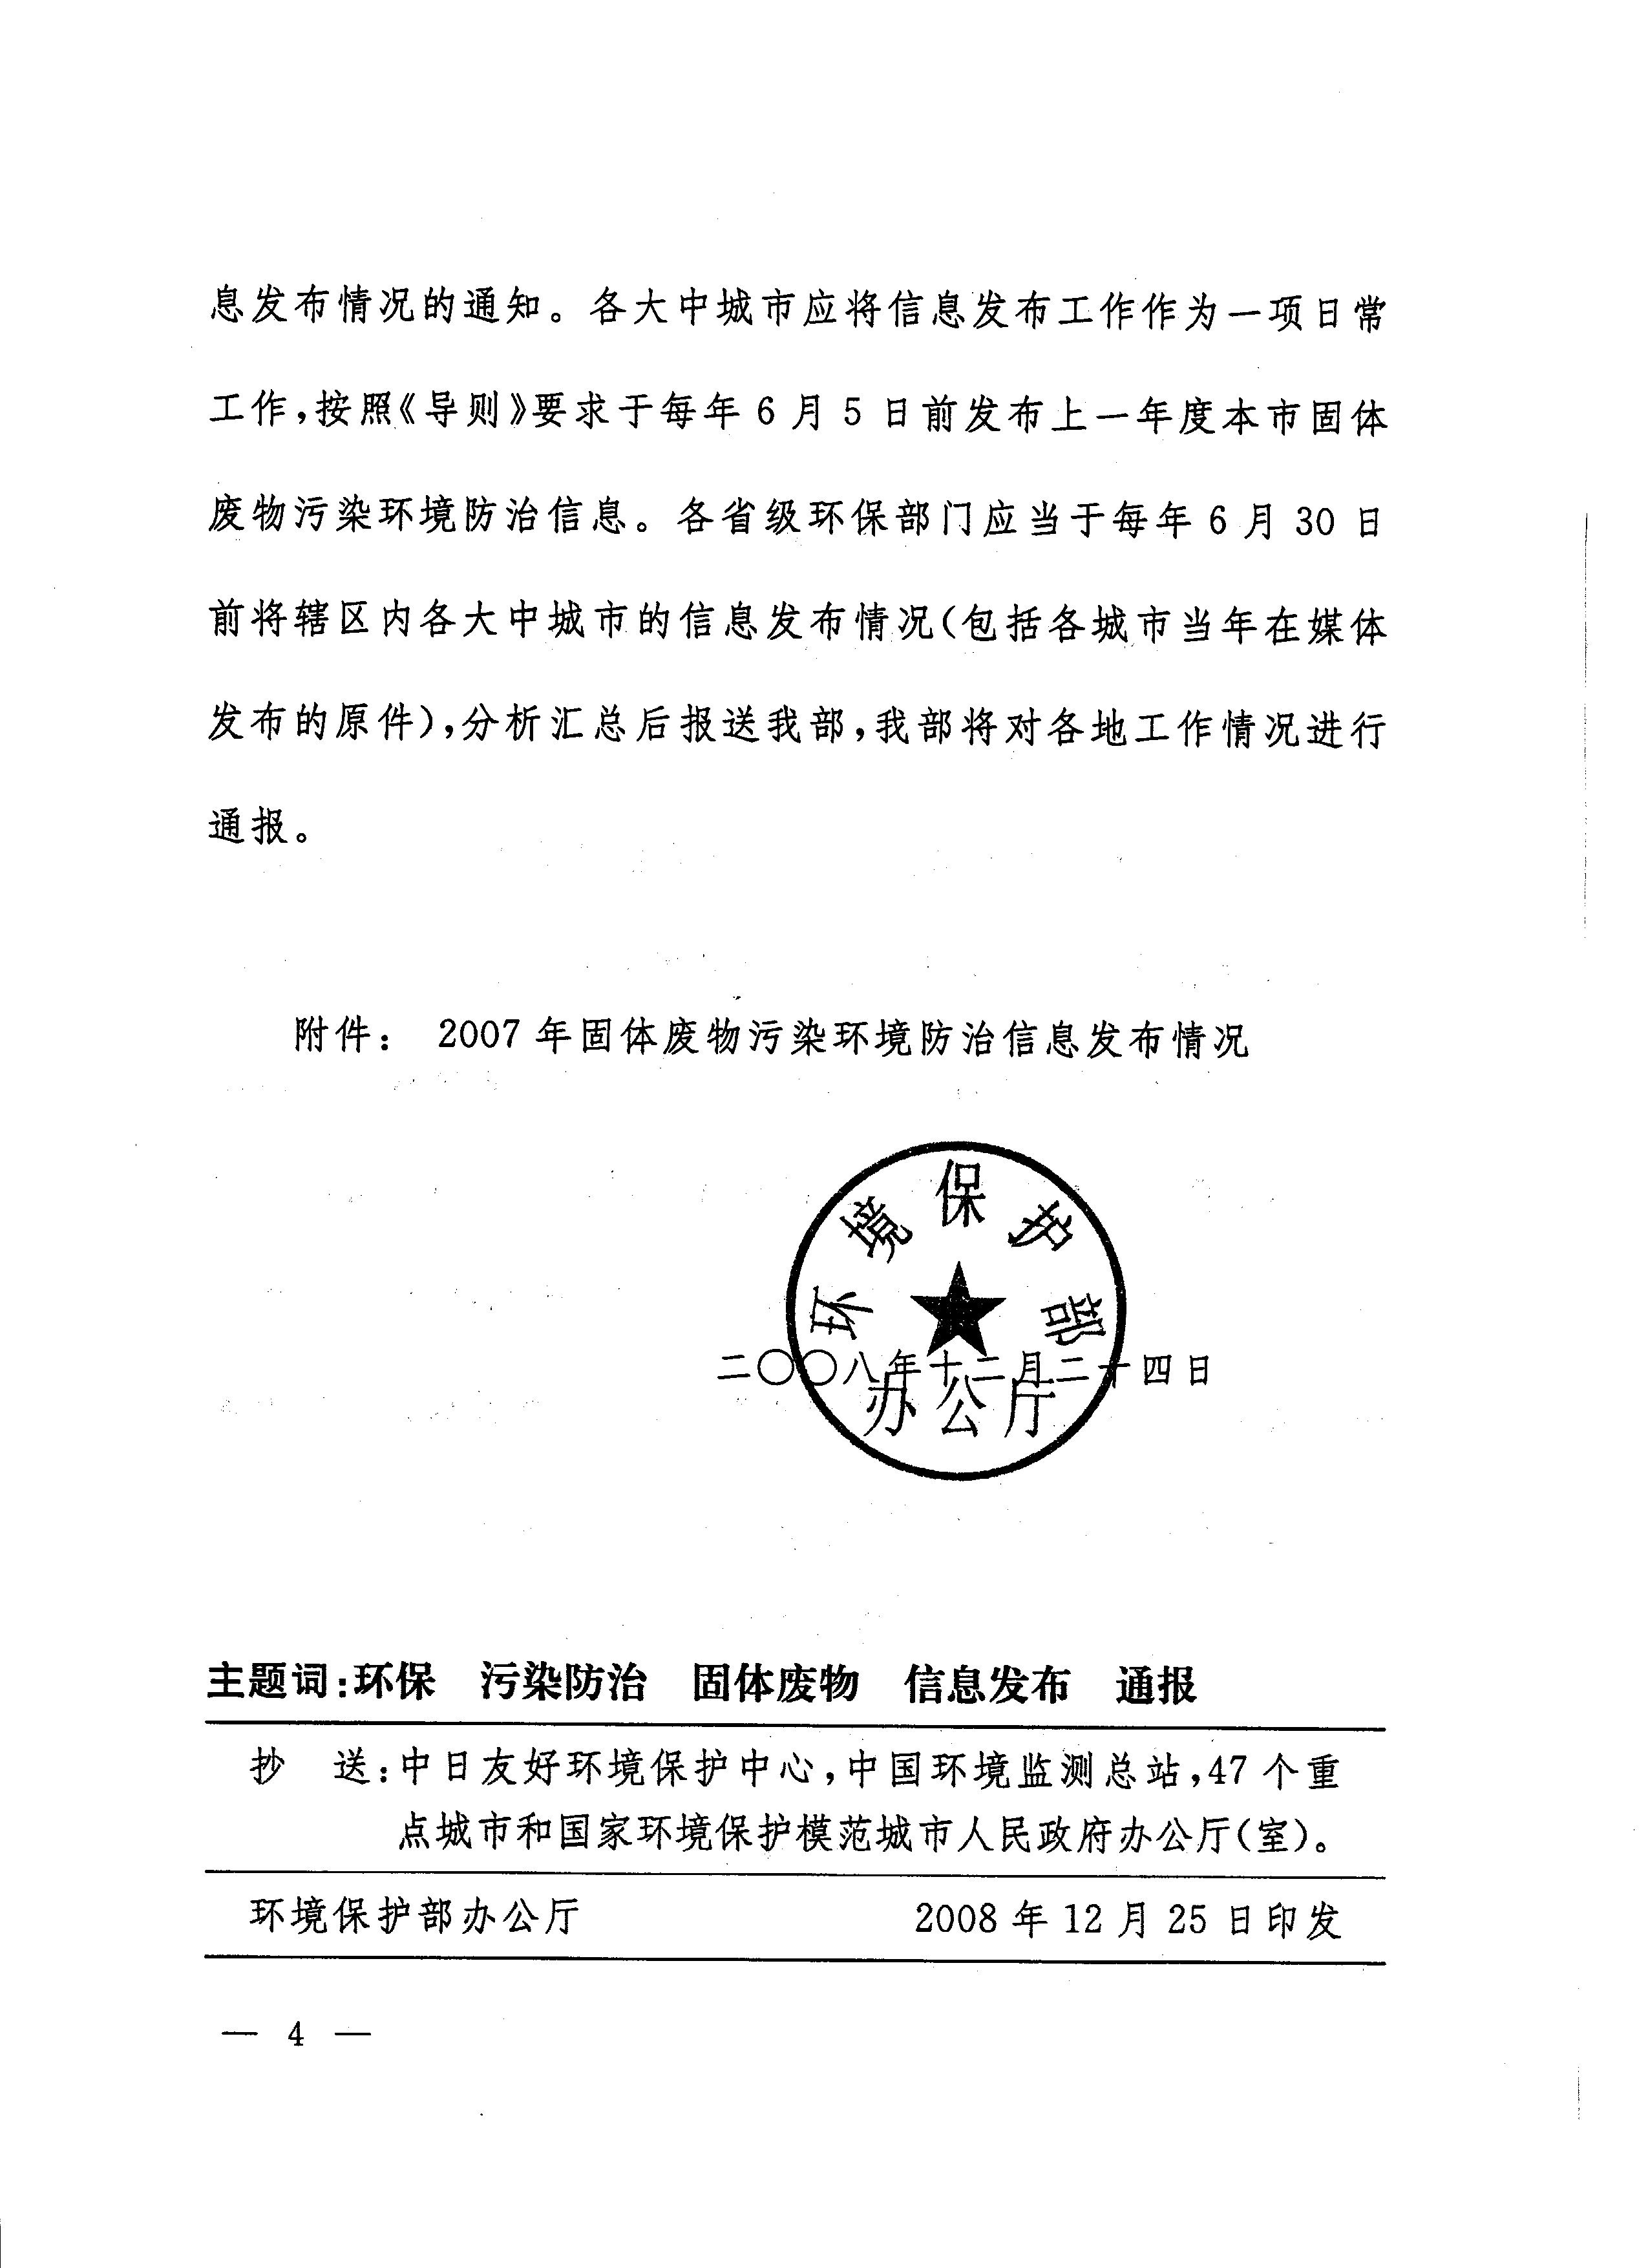 息发布情况的通知。各大中城市应将信息发布工作作为一项日常
工作,按照《导则》要求于每年6月5日前发布上一年度本市固体
废物污染环境防治信息。各省级环保部门应当于每年6月30日
前将辖区内各大中城市的信息发布情况(包括各城市当年在媒体
发布的原件),分析汇总后报送我部,我部将对各地工作情况进行
通报。
附件: 2007年固体废物污染环境防治信息发布情况
环境保护部
二〇〇八年十二月二十四日
办公厅
主题词:环保 污染防治 固体废物 信息发布 通报
抄 送:中日友好环境保护中心,中国环境监测总站,47个重
点城市和国家环境保护模范城市人民政府办公厅(室)。
环境保护部办公厅 2008年12月25日印发
— 4 —